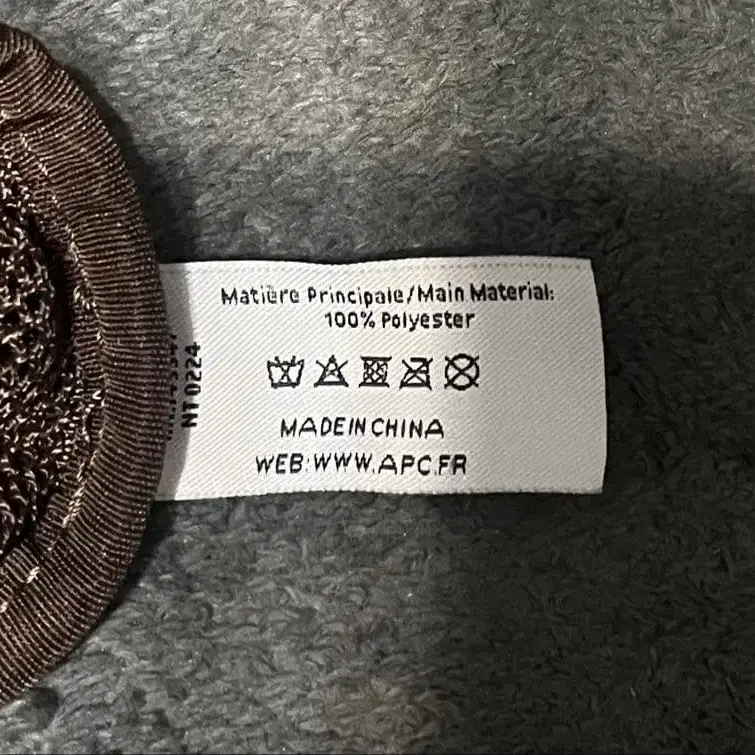 Matière Principale/Main Material:
100% Polyester
MADE IN CHINA
WEB:WWW.APC.FR
NT 0224